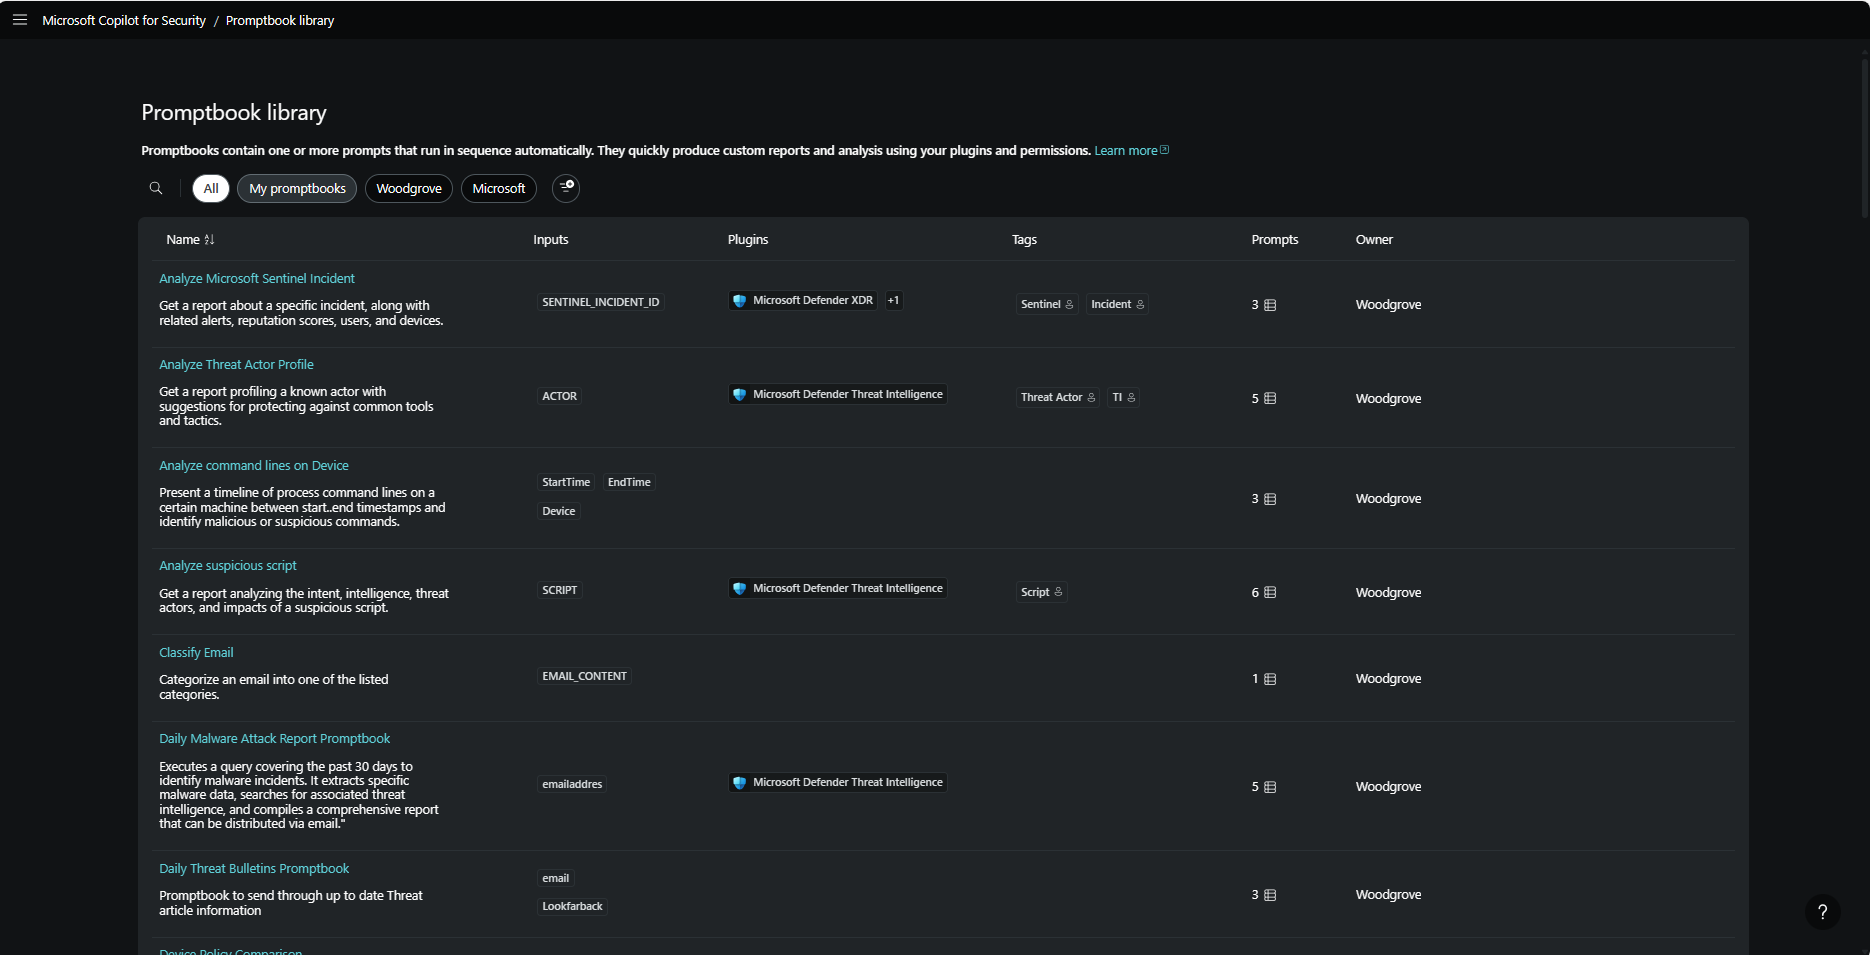 Microsoft Copilot for Security / Promptbook library
Promptbook library
Promptbooks contain one or more prompts that run in sequence automatically. They quickly produce custom reports and analysis using your plugins and permissions. Learn more
All My promptbooks Woodgrove Microsoft
Name Inputs Plugins Tags Prompts Owner
Analyze Microsoft Sentinel Incident
Get a report about a specific incident, along with
related alerts, reputation scores, users, and devices.
SENTINEL_INCIDENT_ID
Microsoft Defender XDR +1
Sentinel Incident
3
Woodgrove
Analyze Threat Actor Profile
Get a report profiling a known actor with
suggestions for protecting against common tools
and tactics.
ACTOR
Microsoft Defender Threat Intelligence
Threat Actor TI
5
Woodgrove
Analyze command lines on Device
Present a timeline of process command lines on a
certain machine between start..end timestamps and
identify malicious or suspicious commands.
StartTime EndTime
Device
3
Woodgrove
Analyze suspicious script
Get a report analyzing the intent, intelligence, threat
actors, and impacts of a suspicious script.
SCRIPT
Microsoft Defender Threat Intelligence
Script
6
Woodgrove
Classify Email
Categorize an email into one of the listed
categories.
EMAIL_CONTENT
1
Woodgrove
Daily Malware Attack Report Promptbook
Executes a query covering the past 30 days to
identify malware incidents. It extracts specific
malware data, searches for associated threat
intelligence, and compiles a comprehensive report
that can be distributed via email."
emailaddres
Microsoft Defender Threat Intelligence
5
Woodgrove
Daily Threat Bulletins Promptbook
Promptbook to send through up to date Threat
article information
email
Lookfarback
3
Woodgrove
?
Device Policy Comparison